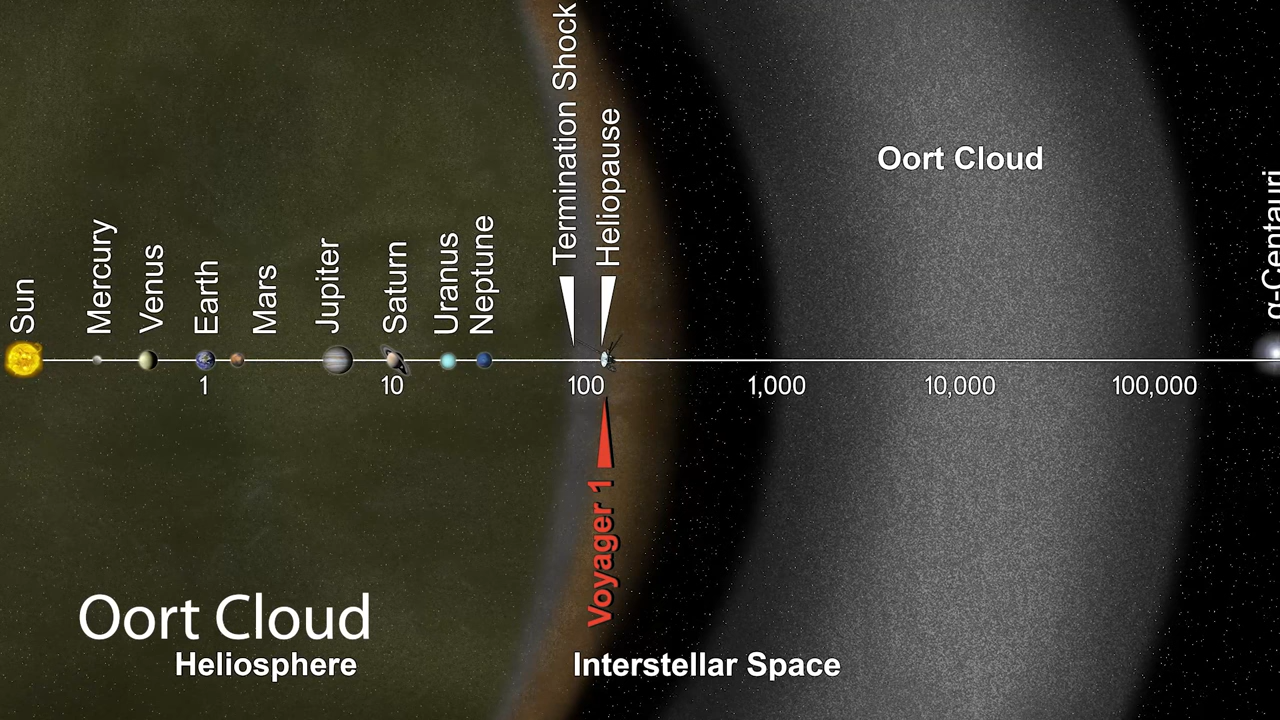 Sun
Mercury
Venus
Earth
Mars
Jupiter
Saturn
Uranus
Neptune
Termination Shock
Heliopause
Oort Cloud
α-Centauri
1
10
100
1,000
10,000
100,000
Voyager 1
Oort Cloud
Heliosphere
Interstellar Space